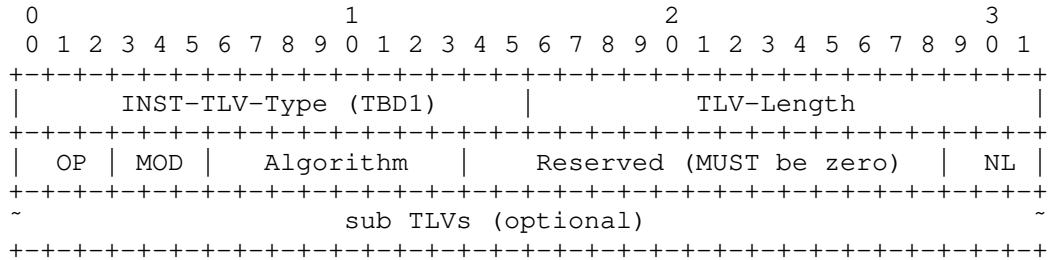 0                   1                   2                   3
 0 1 2 3 4 5 6 7 8 9 0 1 2 3 4 5 6 7 8 9 0 1 2 3 4 5 6 7 8 9 0 1
+-+-+-+-+-+-+-+-+-+-+-+-+-+-+-+-+-+-+-+-+-+-+-+-+-+-+-+-+-+-+-+-+
|      INST-TLV-Type (TBD1)     |          TLV-Length           |
+-+-+-+-+-+-+-+-+-+-+-+-+-+-+-+-+-+-+-+-+-+-+-+-+-+-+-+-+-+-+-+-+
|  OP | MOD |   Algorithm   |   Reserved (MUST be zero)   |  NL |
+-+-+-+-+-+-+-+-+-+-+-+-+-+-+-+-+-+-+-+-+-+-+-+-+-+-+-+-+-+-+-+-+
~                    sub TLVs (optional)                        ~
+-+-+-+-+-+-+-+-+-+-+-+-+-+-+-+-+-+-+-+-+-+-+-+-+-+-+-+-+-+-+-+-+